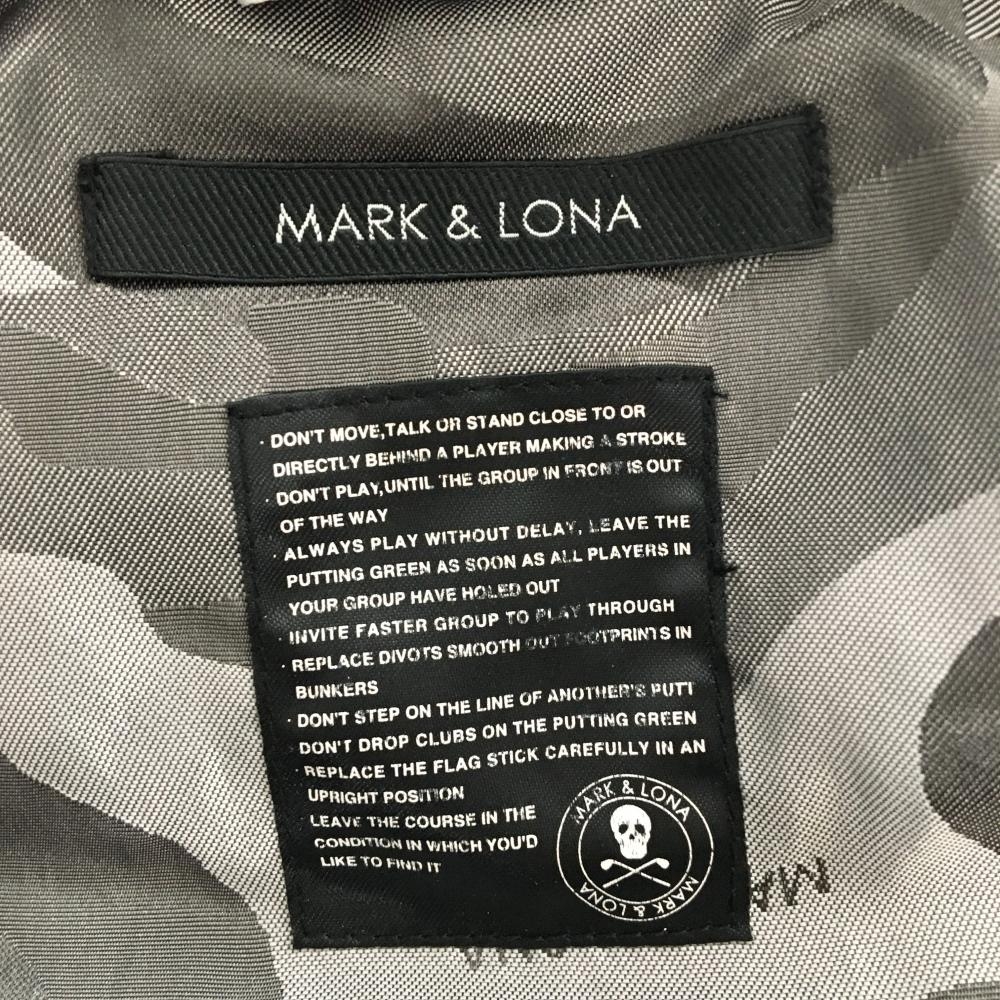 MARK & LONA
· DON'T MOVE,TALK OR STAND CLOSE TO OR
DIRECTLY BEHIND A PLAYER MAKING A STROKE
· DON'T PLAY,UNTIL THE GROUP IN FRONT IS OUT
OF THE WAY
· ALWAYS PLAY WITHOUT DELAY, LEAVE THE
PUTTING GREEN AS SOON AS ALL PLAYERS IN
YOUR GROUP HAVE HOLED OUT
· INVITE FASTER GROUP TO PLAY THROUGH
· REPLACE DIVOTS SMOOTH OUT FOOTPRINTS IN
BUNKERS
· DON'T STEP ON THE LINE OF ANOTHER'S PUTT
· DON'T DROP CLUBS ON THE PUTTING GREEN
· REPLACE THE FLAG STICK CAREFULLY IN AN
UPRIGHT POSITION
· LEAVE THE COURSE IN THE
CONDITION IN WHICH YOU'D
LIKE TO FIND IT
MARK & LONA
MARK & LONA